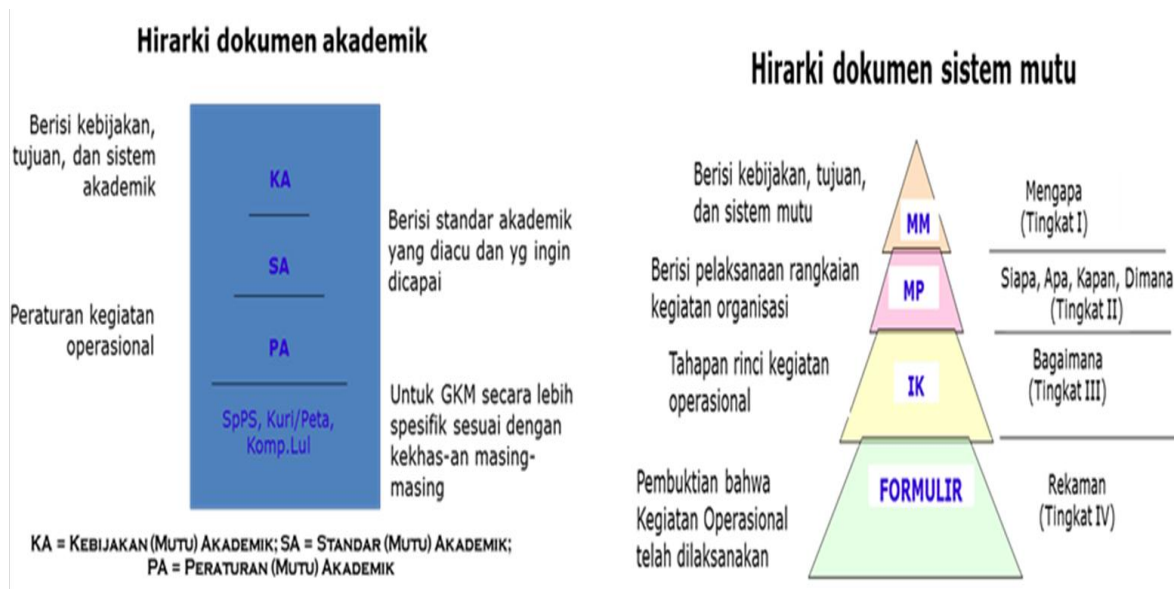 Hirarki dokumen akademik
Berisi kebijakan,
tujuan, dan sistem
akademik
KA
Berisi standar akademik
yang diacu dan yg ingin
dicapai
SA
Peraturan kegiatan
operasional
PA
Untuk GKM secara lebih
spesifik sesuai dengan
kekhas-an masing-
masing
SpPS, Kuri/Peta,
Komp.Lul
KA = KEBIJAKAN (MUTU) AKADEMIK; SA = STANDAR (MUTU) AKADEMIK;
PA = PERATURAN (MUTU) AKADEMIK
Hirarki dokumen sistem mutu
Berisi kebijakan, tujuan,
dan sistem mutu
MM
Mengapa
(Tingkat I)
Berisi pelaksanaan rangkaian
kegiatan organisasi
MP
Siapa, Apa, Kapan, Dimana
(Tingkat II)
Tahapan rinci kegiatan
operasional
IK
Bagaimana
(Tingkat III)
Pembuktian bahwa
Kegiatan Operasional
telah dilaksanakan
FORMULIR
Rekaman
(Tingkat IV)